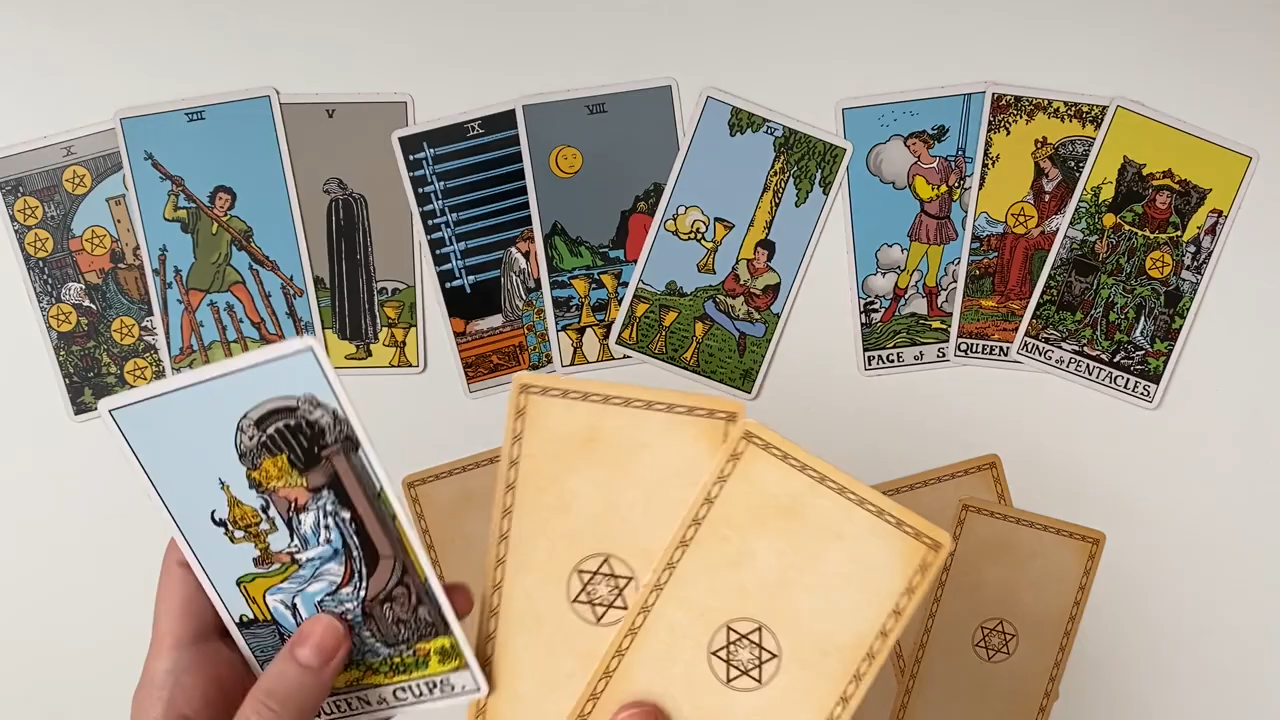 X
VII
V
IX
VIII
IV
PAGE of
QUEEN
KING of PENTACLES.
QUEEN of CUPS.